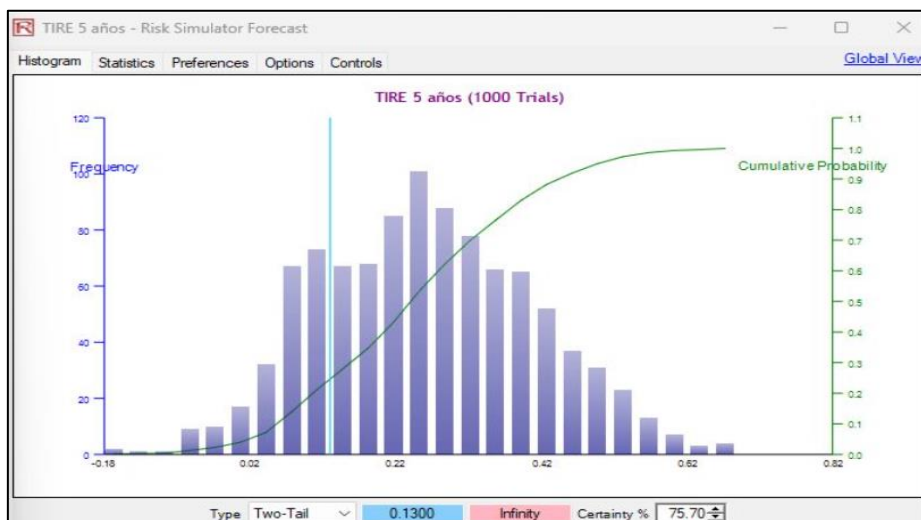 TIRE 5 años - Risk Simulator Forecast
Histogram Statistics Preferences Options Controls Global View
TIRE 5 años (1000 Trials)
Frequency
Cumulative Probability
120
100
80
60
40
20
0
1.1
1.0
0.9
0.8
0.7
0.6
0.5
0.4
0.3
0.2
0.1
0.0
-0.18 0.02 0.22 0.42 0.62 0.82
Type Two-Tail 0.1300 Infinity Certainty % 75.70